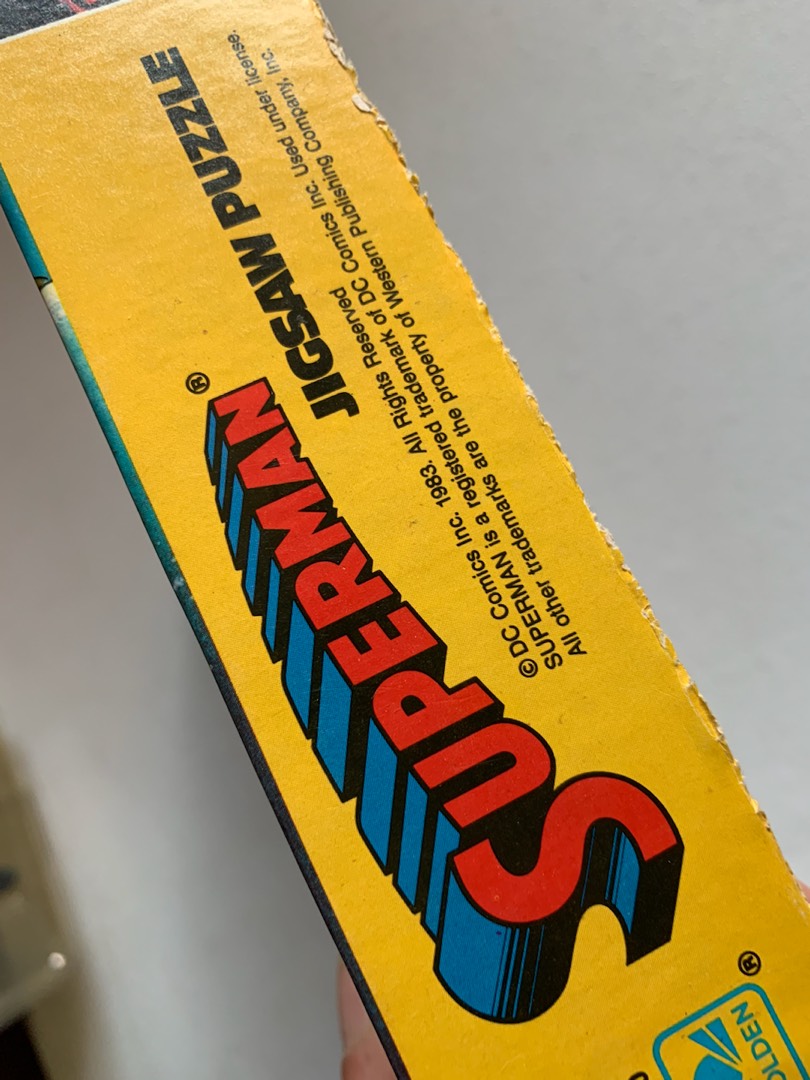 SUPERMAN®
JIGSAW PUZZLE
© DC Comics Inc. 1983. All Rights Reserved
SUPERMAN is a registered trademark of DC Comics Inc. Used under license.
All other trademarks are the property of Western Publishing Company, Inc.
®